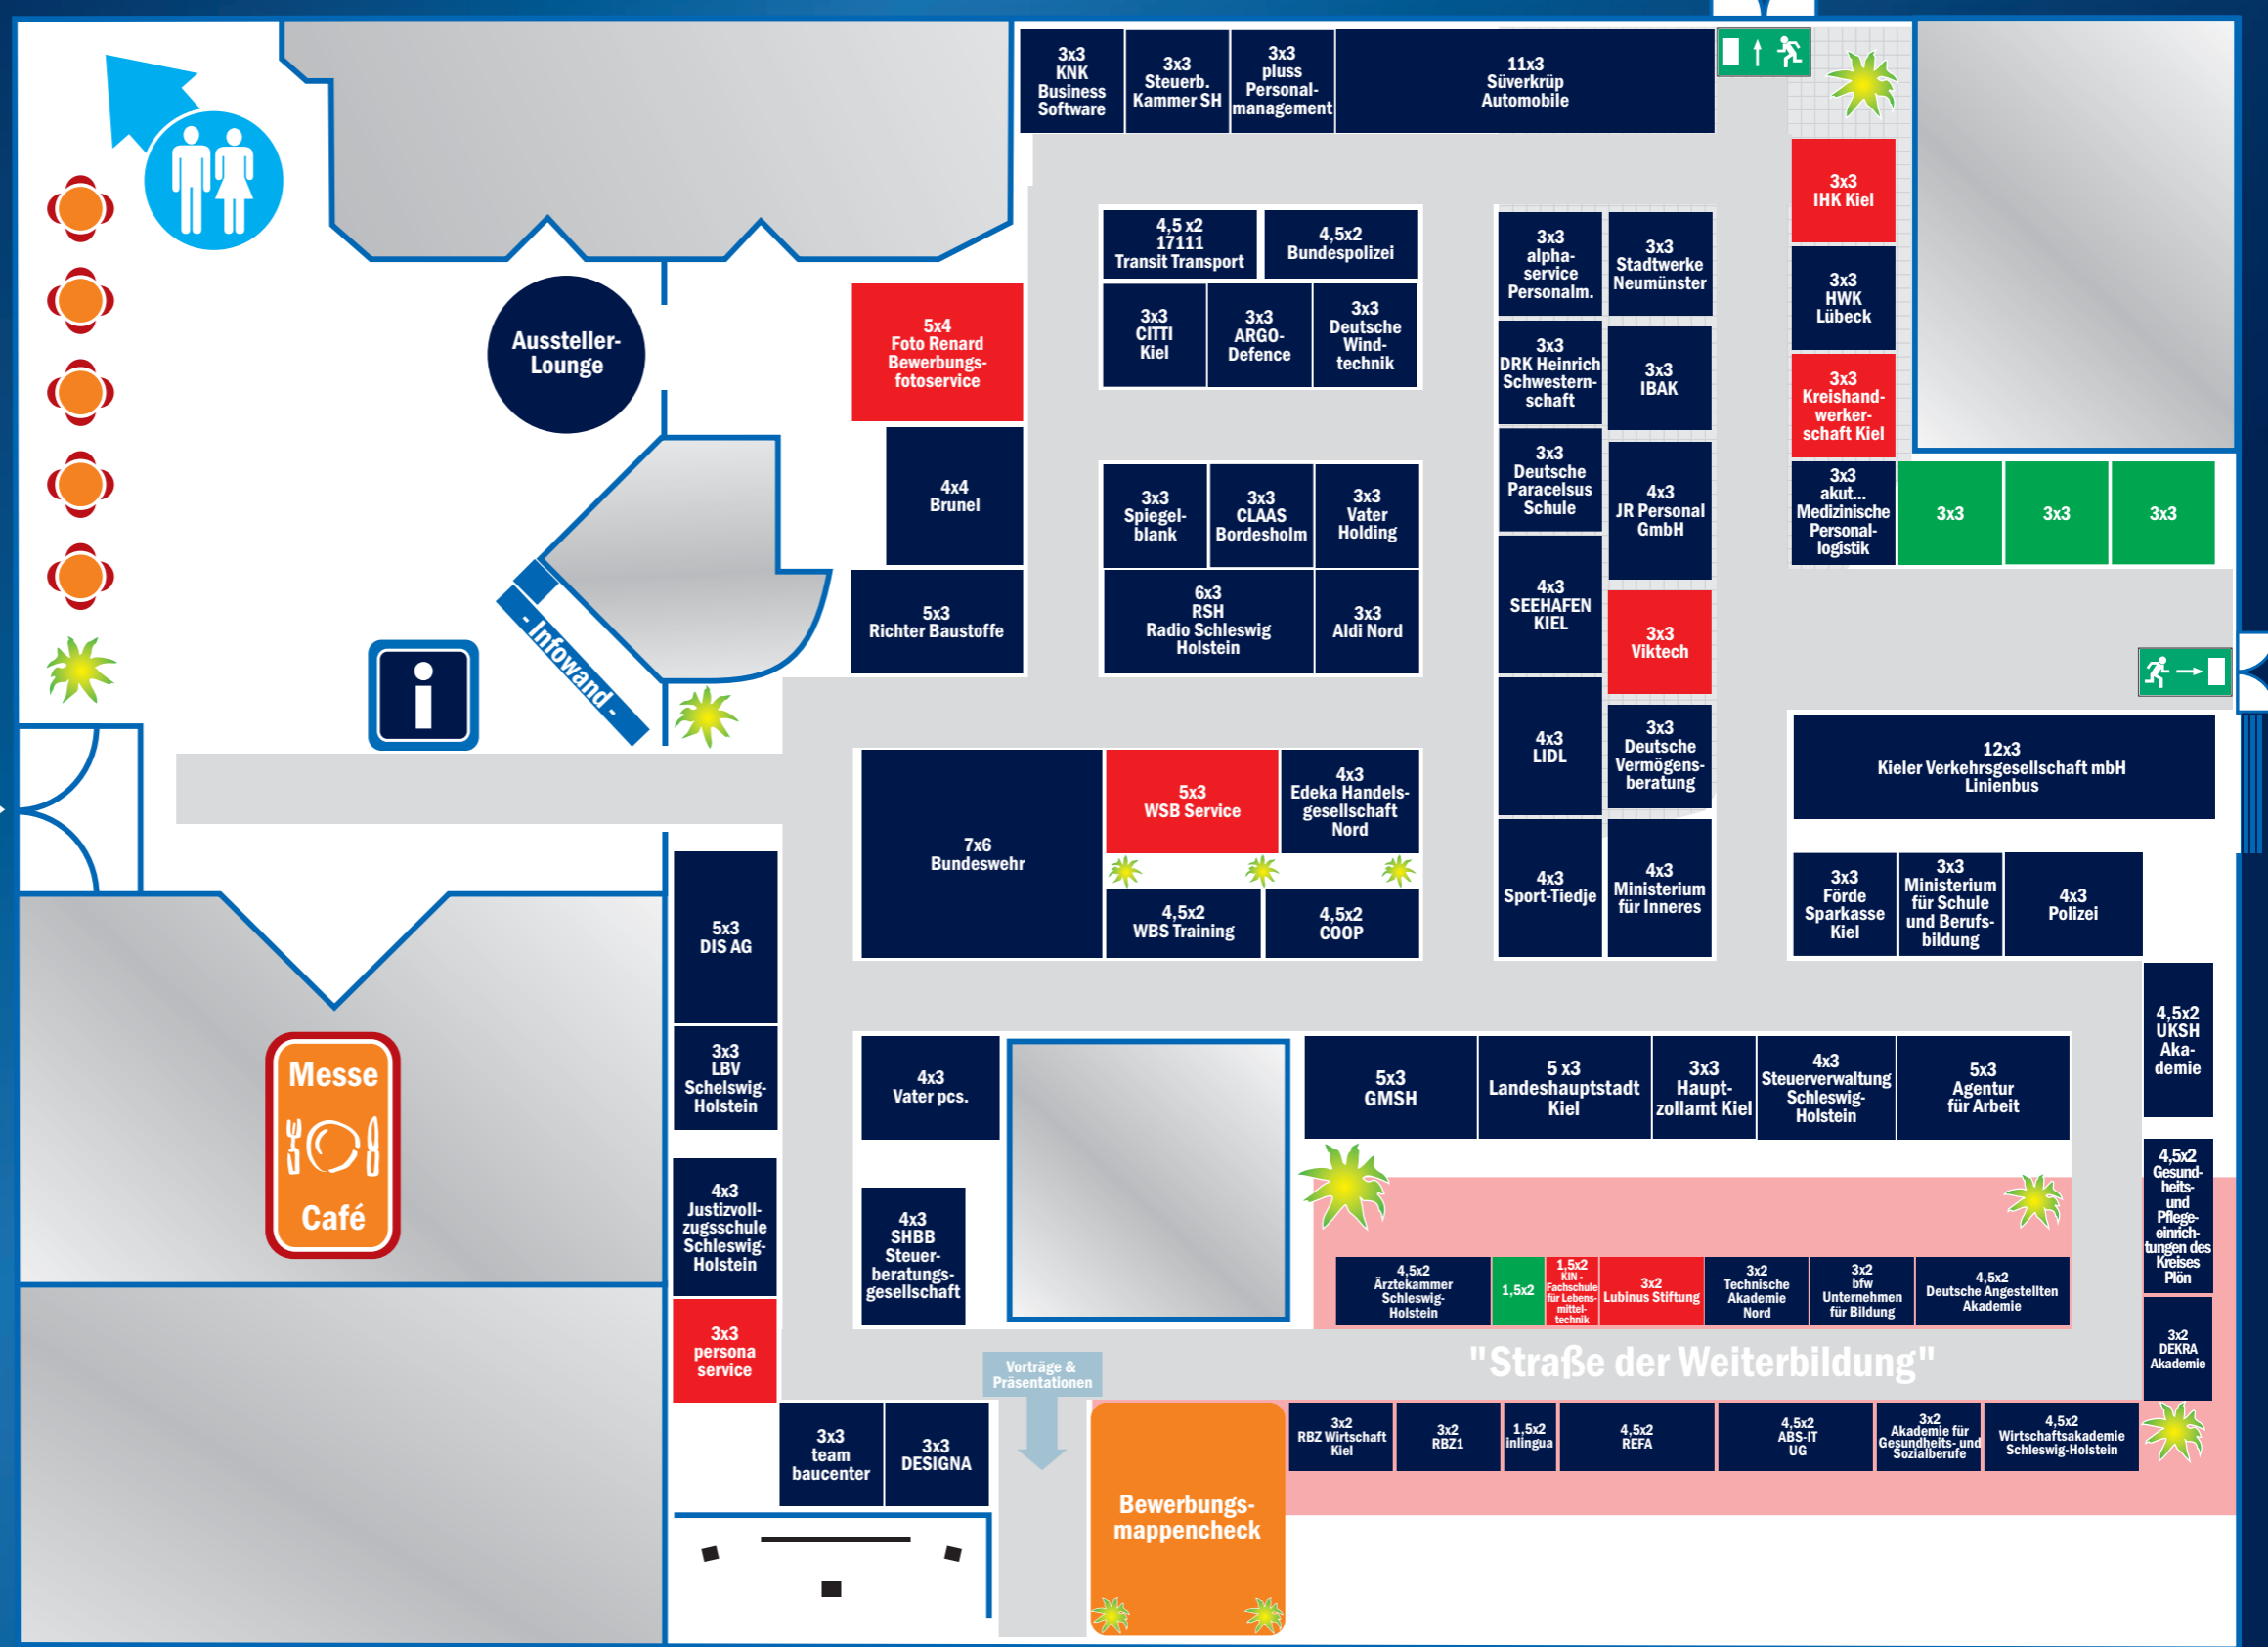 3x3
KNK
Business
Software
3x3
Steuerb.
Kammer SH
3x3
pluss
Personal-
management
11x3
Süverkrüp
Automobile
3x3
IHK Kiel
3x3
HWK
Lübeck
3x3
Kreishand-
werker-
schaft Kiel
3x3
akut...
Medizinische
Personal-
logistik
3x3
3x3
3x3
4,5 x2
17111
Transit Transport
4,5x2
Bundespolizei
3x3
CITTI
Kiel
3x3
ARGO-
Defence
3x3
Deutsche
Wind-
technik
3x3
alpha-
service
Personalm.
3x3
Stadtwerke
Neumünster
3x3
DRK Heinrich
Schwestern-
schaft
3x3
IBAK
3x3
Deutsche
Paracelsus
Schule
4x3
JR Personal
GmbH
4x3
SEEHAFEN
KIEL
3x3
Viktech
4x3
LIDL
3x3
Deutsche
Vermögens-
beratung
4x3
Sport-Tiedje
4x3
Ministerium
für Inneres
Aussteller-
Lounge
5x4
Foto Renard
Bewerbungs-
fotoservice
4x4
Brunel
5x3
Richter Baustoffe
- Infowand -
i
3x3
Spiegel-
blank
3x3
CLAAS
Bordesholm
3x3
Vater
Holding
6x3
RSH
Radio Schleswig
Holstein
3x3
Aldi Nord
7x6
Bundeswehr
5x3
WSB Service
4x3
Edeka Handels-
gesellschaft
Nord
4,5x2
WBS Training
4,5x2
COOP
12x3
Kieler Verkehrsgesellschaft mbH
Linienbus
3x3
Förde
Sparkasse
Kiel
3x3
Ministerium
für Schule
und Berufs-
bildung
4x3
Polizei
4,5x2
UKSH
Aka-
demie
4,5x2
Gesund-
heits-
und
Pflege-
einrich-
tungen des
Kreises
Plön
3x2
DEKRA
Akademie
5x3
DIS AG
3x3
LBV
Schelswig-
Holstein
4x3
Justizvoll-
zugsschule
Schleswig-
Holstein
3x3
persona
service
Messe
Café
4x3
Vater pcs.
4x3
SHBB
Steuer-
beratungs-
gesellschaft
5x3
GMSH
5 x3
Landeshauptstadt
Kiel
3x3
Haupt-
zollamt Kiel
4x3
Steuerverwaltung
Schleswig-
Holstein
5x3
Agentur
für Arbeit
4,5x2
Ärztekammer
Schleswig-
Holstein
1,5x2
1,5x2
KIN -
Fachschule
für Lebens-
mittel-
technik
3x2
Lubinus Stiftung
3x2
Technische
Akademie
Nord
3x2
bfw
Unternehmen
für Bildung
4,5x2
Deutsche Angestellten
Akademie
"Straße der Weiterbildung"
Vorträge &
Präsentationen
3x3
team
baucenter
3x3
DESIGNA
Bewerbungs-
mappencheck
3x2
RBZ Wirtschaft
Kiel
3x2
RBZ1
1,5x2
inlingua
4,5x2
REFA
4,5x2
ABS-IT
UG
3x2
Akademie für
Gesundheits- und
Sozialberufe
4,5x2
Wirtschaftsakademie
Schleswig-Holstein